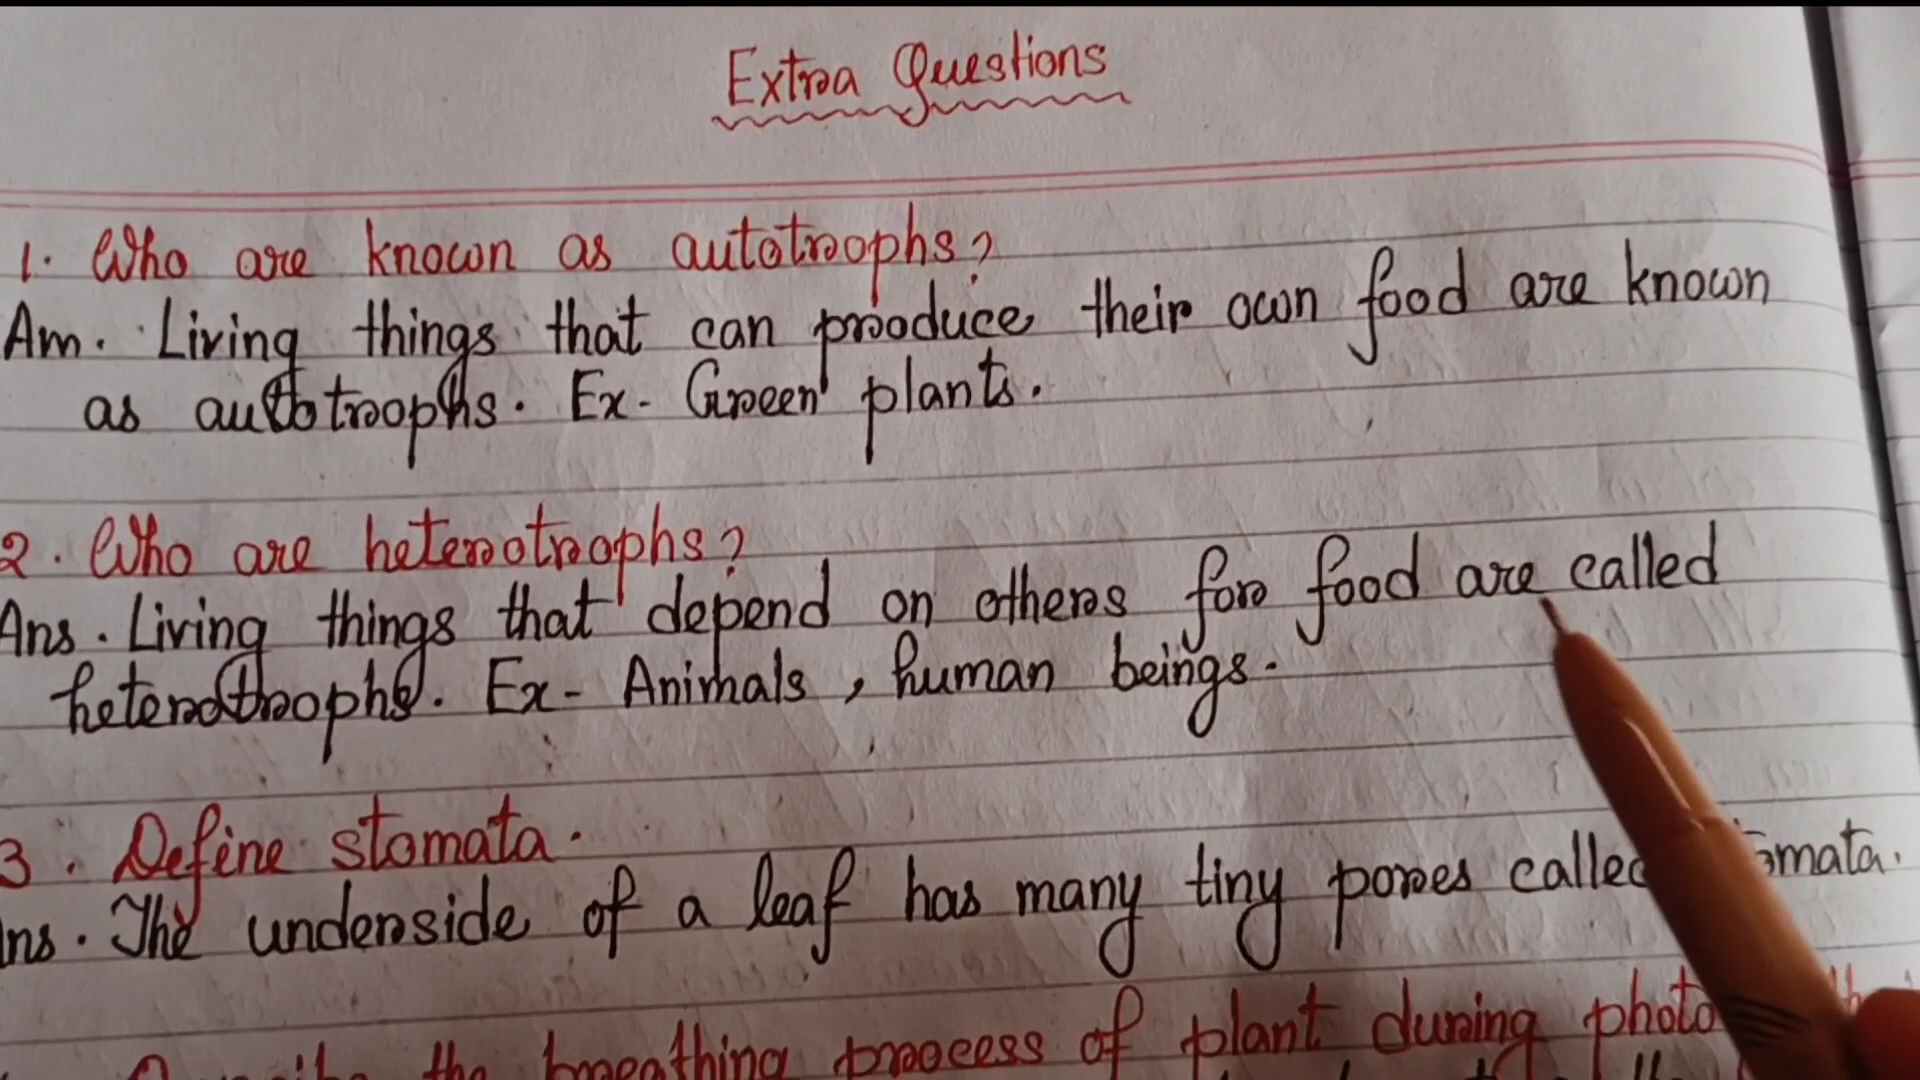 Extra Questions
1. Who are known as autotrophs?
Ans. Living things that can produce their own food are known
as autotrophs. Ex- Green plants.
2. Who are heterotrophs?
Ans. Living things that depend on others for food are called
heterotrophs. Ex- Animals, human beings.
3. Define stomata.
Ans. The underside of a leaf has many tiny pores called
the breathing process of plant during